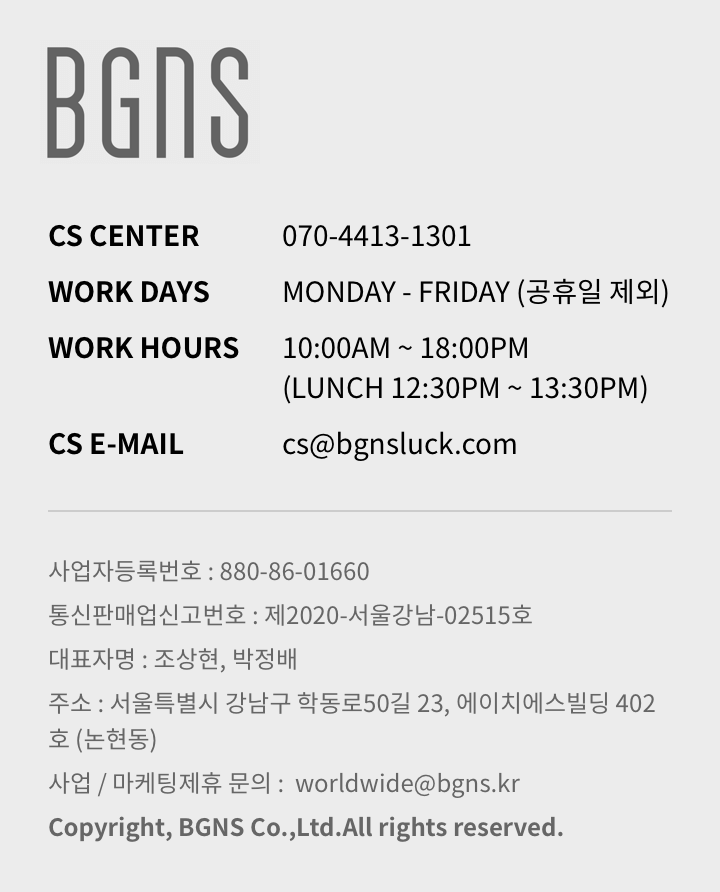 BGNS
CS CENTER 070-4413-1301
WORK DAYS MONDAY - FRIDAY (공휴일 제외)
WORK HOURS 10:00AM ~ 18:00PM
(LUNCH 12:30PM ~ 13:30PM)
CS E-MAIL cs@bgnsluck.com
사업자등록번호 : 880-86-01660
통신판매업신고번호 : 제2020-서울강남-02515호
대표자명 : 조상현, 박정배
주소 : 서울특별시 강남구 학동로50길 23, 에이치에스빌딩 402
호 (논현동)
사업 / 마케팅제휴 문의 : worldwide@bgns.kr
Copyright, BGNS Co.,Ltd.All rights reserved.